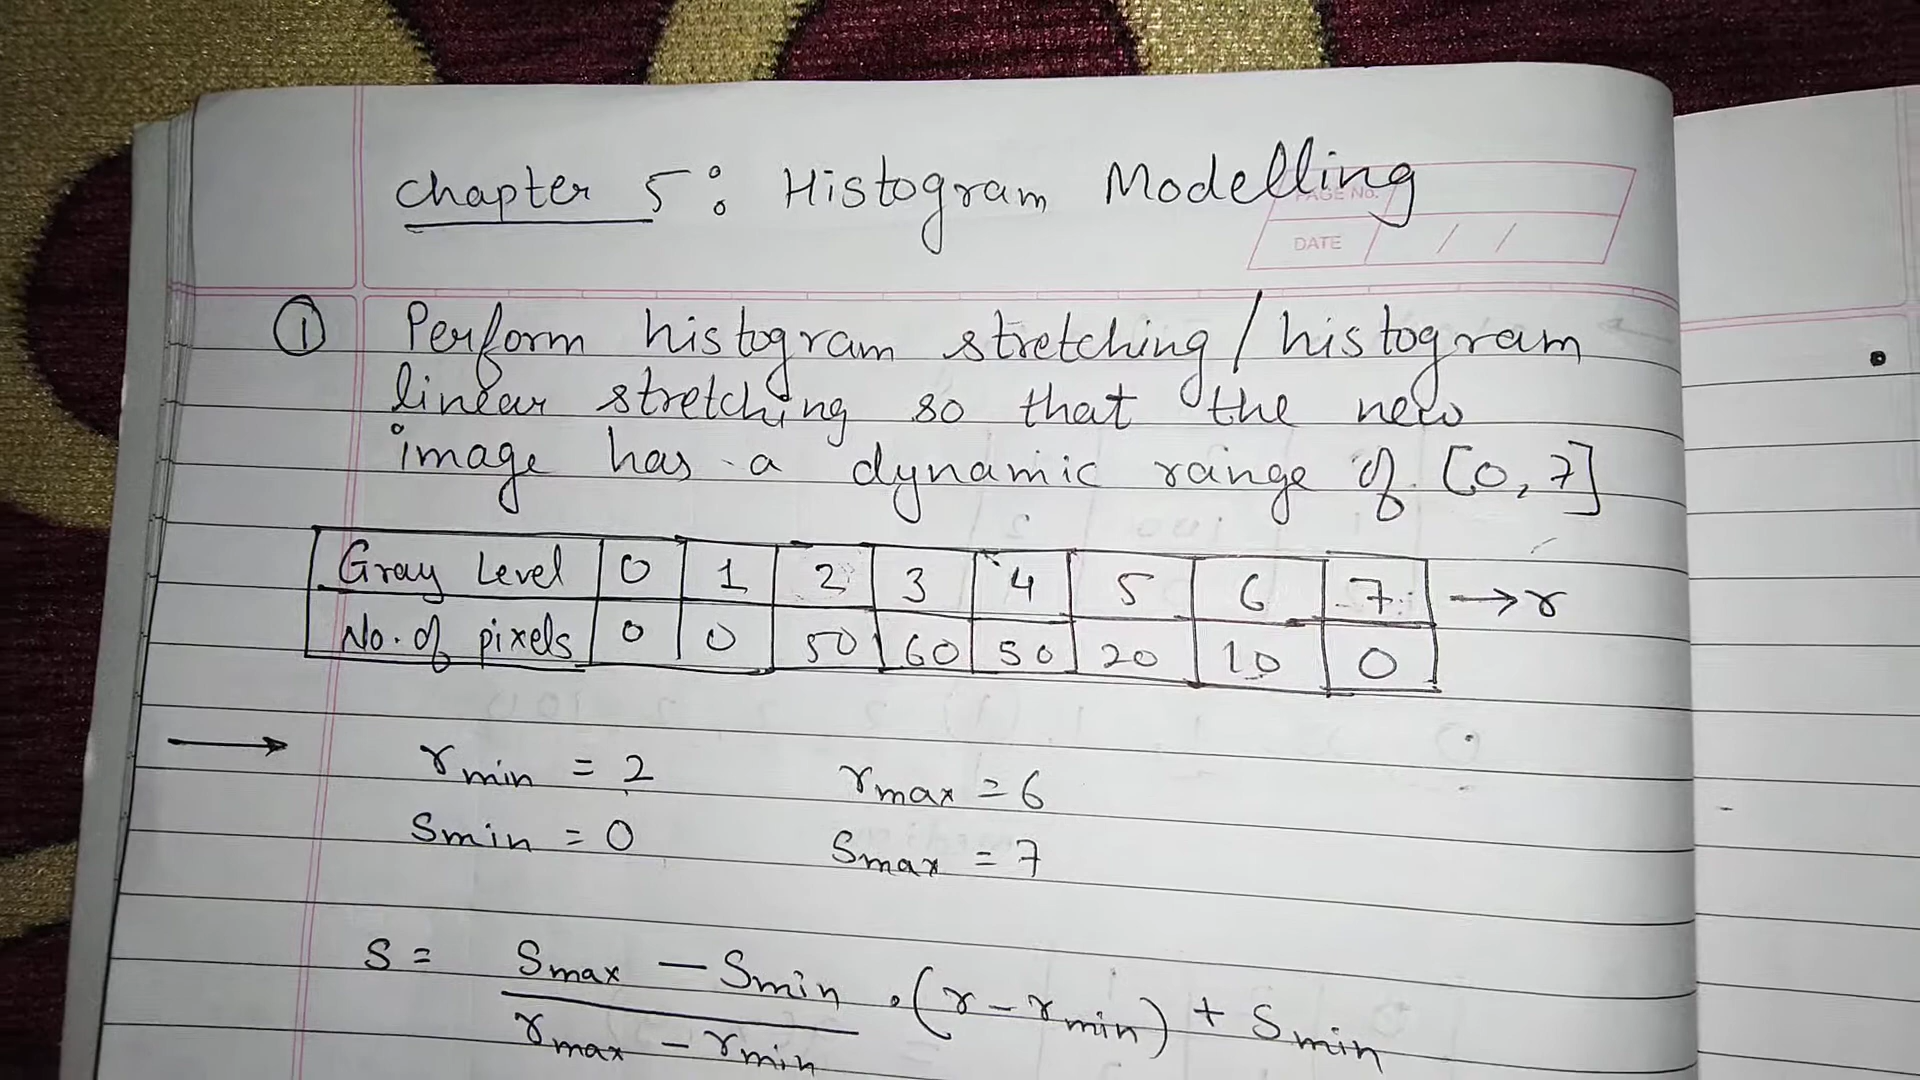 Chapter 5: Histogram Modelling
PAGE No.
DATE / /
① Perform histogram stretching/histogram
linear stretching so that the new
image has a dynamic range of [0,7]
Gray Level 0 1 2 3 4 5 6 7 → r
No. of pixels 0 0 50 60 50 20 10 0
→ rmin = 2 rmax = 6
Smin = 0 Smax = 7
S = Smax - Smin / rmax - rmin . (r - rmin) + Smin